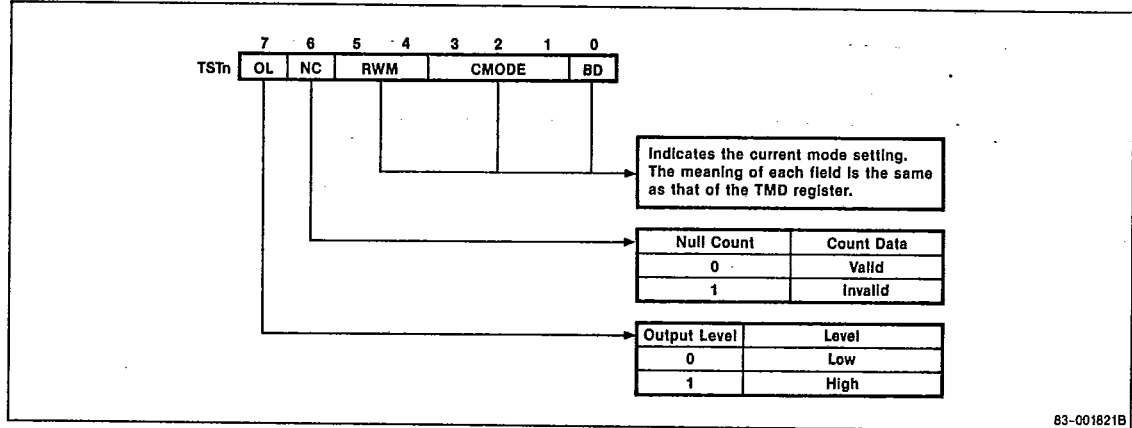 7 6 5 4 3 2 1 0
TSTn OL NC RWM CMODE BD
Indicates the current mode setting.
The meaning of each field is the same
as that of the TMD register.
Null Count Count Data
0 Valid
1 Invalid
Output Level Level
0 Low
1 High
83-001821B